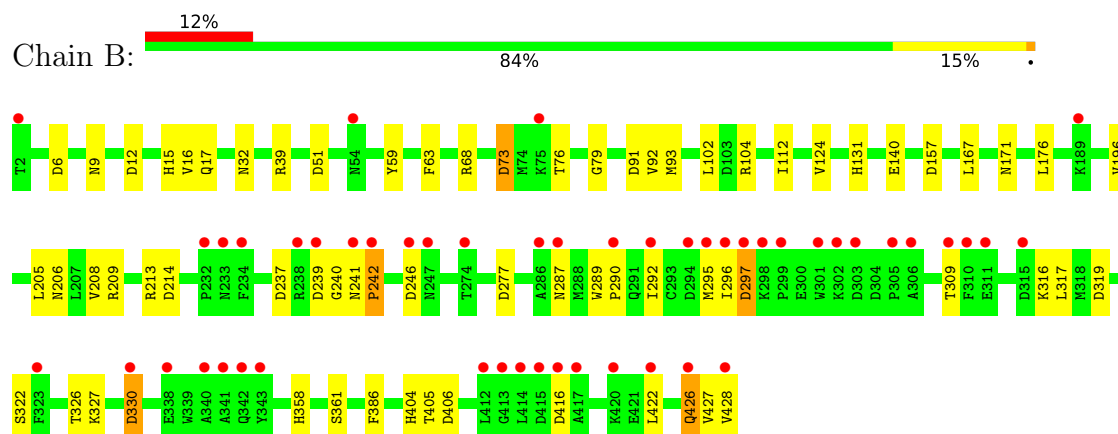 12%
Chain B:
84% 15% •
T2 D6 N9 D12 H15 V16 Q17 N32 R39 D51 N54 Y59 F63 R68 D73 M74 K75 T76 G79 D91 V92 M93 L102 D103 R104 I112 V124 H131 E140 D157 L167 N171 L176 K189 V196
L205 N206 L207 V208 R209 R213 D214 P232 N233 F234 D237 R238 D239 G240 N241 P242 D246 N247 T274 D277 A286 N287 M288 W289 P290 Q291 I292 C293 D294 M295 I296 D297 K298 P299 E300 W301 K302 D303 D304 P305 A306 T309 F310 E311 D315 K316 L317 M318 D319
S322 F323 T326 K327 D330 E338 W339 A340 A341 Q342 Y343 H358 S361 F386 H404 T405 D406 L412 G413 L414 D415 D416 A417 K420 E421 L422 Q426 V427 V428